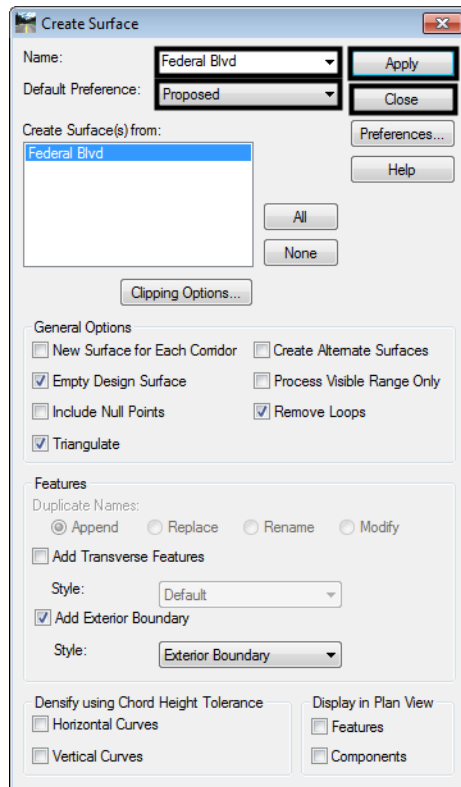 Create Surface
Name: Federal Blvd Apply
Default Preference: Proposed Close
Create Surface(s) from: Preferences...
Federal Blvd
Help
All
None
Clipping Options...
General Options
New Surface for Each Corridor Create Alternate Surfaces
Empty Design Surface Process Visible Range Only
Include Null Points Remove Loops
Triangulate
Features
Duplicate Names:
Append Replace Rename Modify
Add Transverse Features
Style: Default
Add Exterior Boundary
Style: Exterior Boundary
Densify using Chord Height Tolerance Display in Plan View
Horizontal Curves Features
Vertical Curves Components